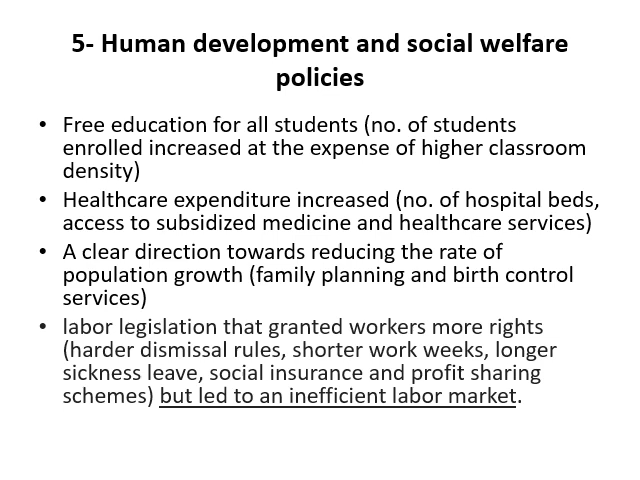 5- Human development and social welfare
policies
• Free education for all students (no. of students
enrolled increased at the expense of higher classroom
density)
• Healthcare expenditure increased (no. of hospital beds,
access to subsidized medicine and healthcare services)
• A clear direction towards reducing the rate of
population growth (family planning and birth control
services)
• labor legislation that granted workers more rights
(harder dismissal rules, shorter work weeks, longer
sickness leave, social insurance and profit sharing
schemes) but led to an inefficient labor market.